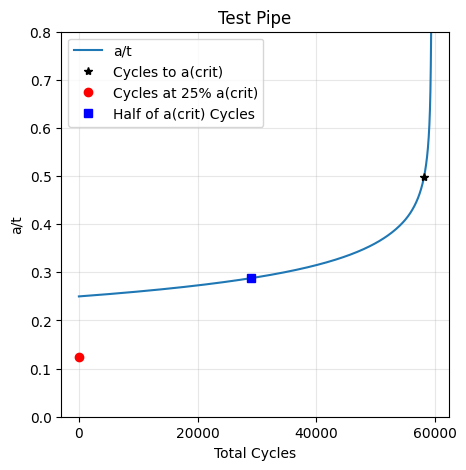 Test Pipe
a/t
Cycles to a(crit)
Cycles at 25% a(crit)
Half of a(crit) Cycles
0.8
0.7
0.6
0.5
0.4
0.3
0.2
0.1
0.0
a/t
0
20000
40000
60000
Total Cycles